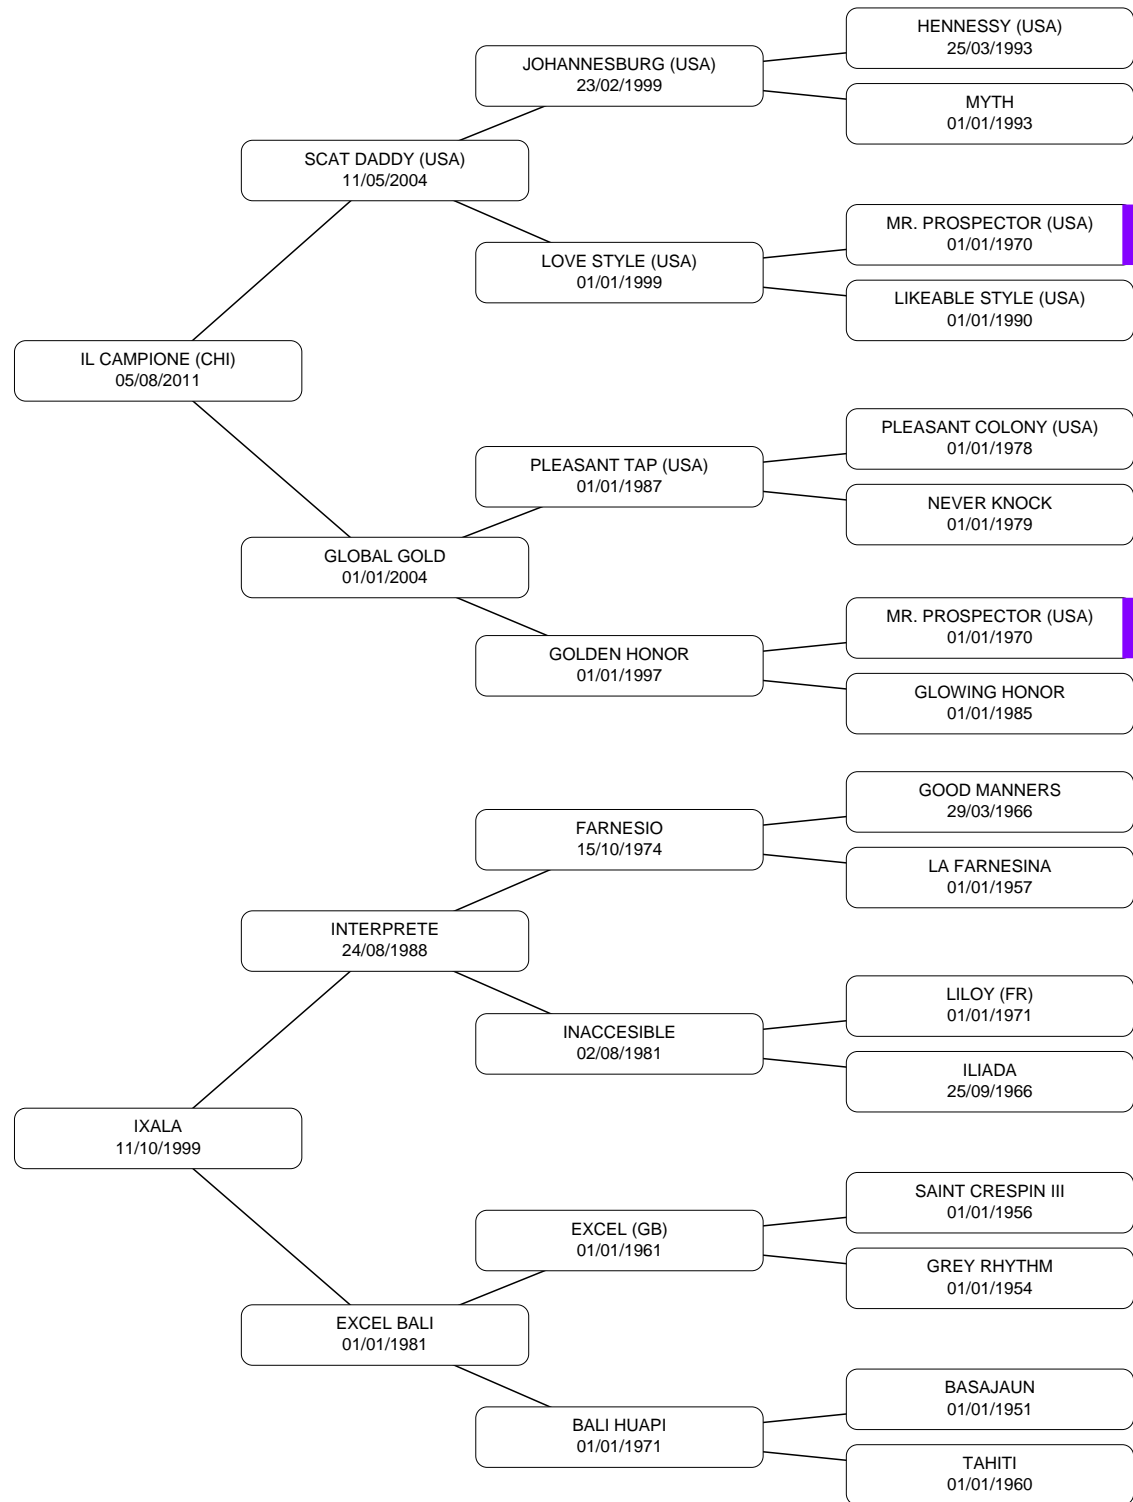 HENNESSY (USA)
25/03/1993
JOHANNESBURG (USA)
23/02/1999
MYTH
01/01/1993
SCAT DADDY (USA)
11/05/2004
MR. PROSPECTOR (USA)
01/01/1970
LOVE STYLE (USA)
01/01/1999
LIKEABLE STYLE (USA)
01/01/1990
IL CAMPIONE (CHI)
05/08/2011
PLEASANT COLONY (USA)
01/01/1978
PLEASANT TAP (USA)
01/01/1987
NEVER KNOCK
01/01/1979
GLOBAL GOLD
01/01/2004
MR. PROSPECTOR (USA)
01/01/1970
GOLDEN HONOR
01/01/1997
GLOWING HONOR
01/01/1985
GOOD MANNERS
29/03/1966
FARNESIO
15/10/1974
LA FARNESINA
01/01/1957
INTERPRETE
24/08/1988
LILOY (FR)
01/01/1971
INACCESIBLE
02/08/1981
ILIADA
25/09/1966
IXALA
11/10/1999
SAINT CRESPIN III
01/01/1956
EXCEL (GB)
01/01/1961
GREY RHYTHM
01/01/1954
EXCEL BALI
01/01/1981
BASAJAUN
01/01/1951
BALI HUAPI
01/01/1971
TAHITI
01/01/1960